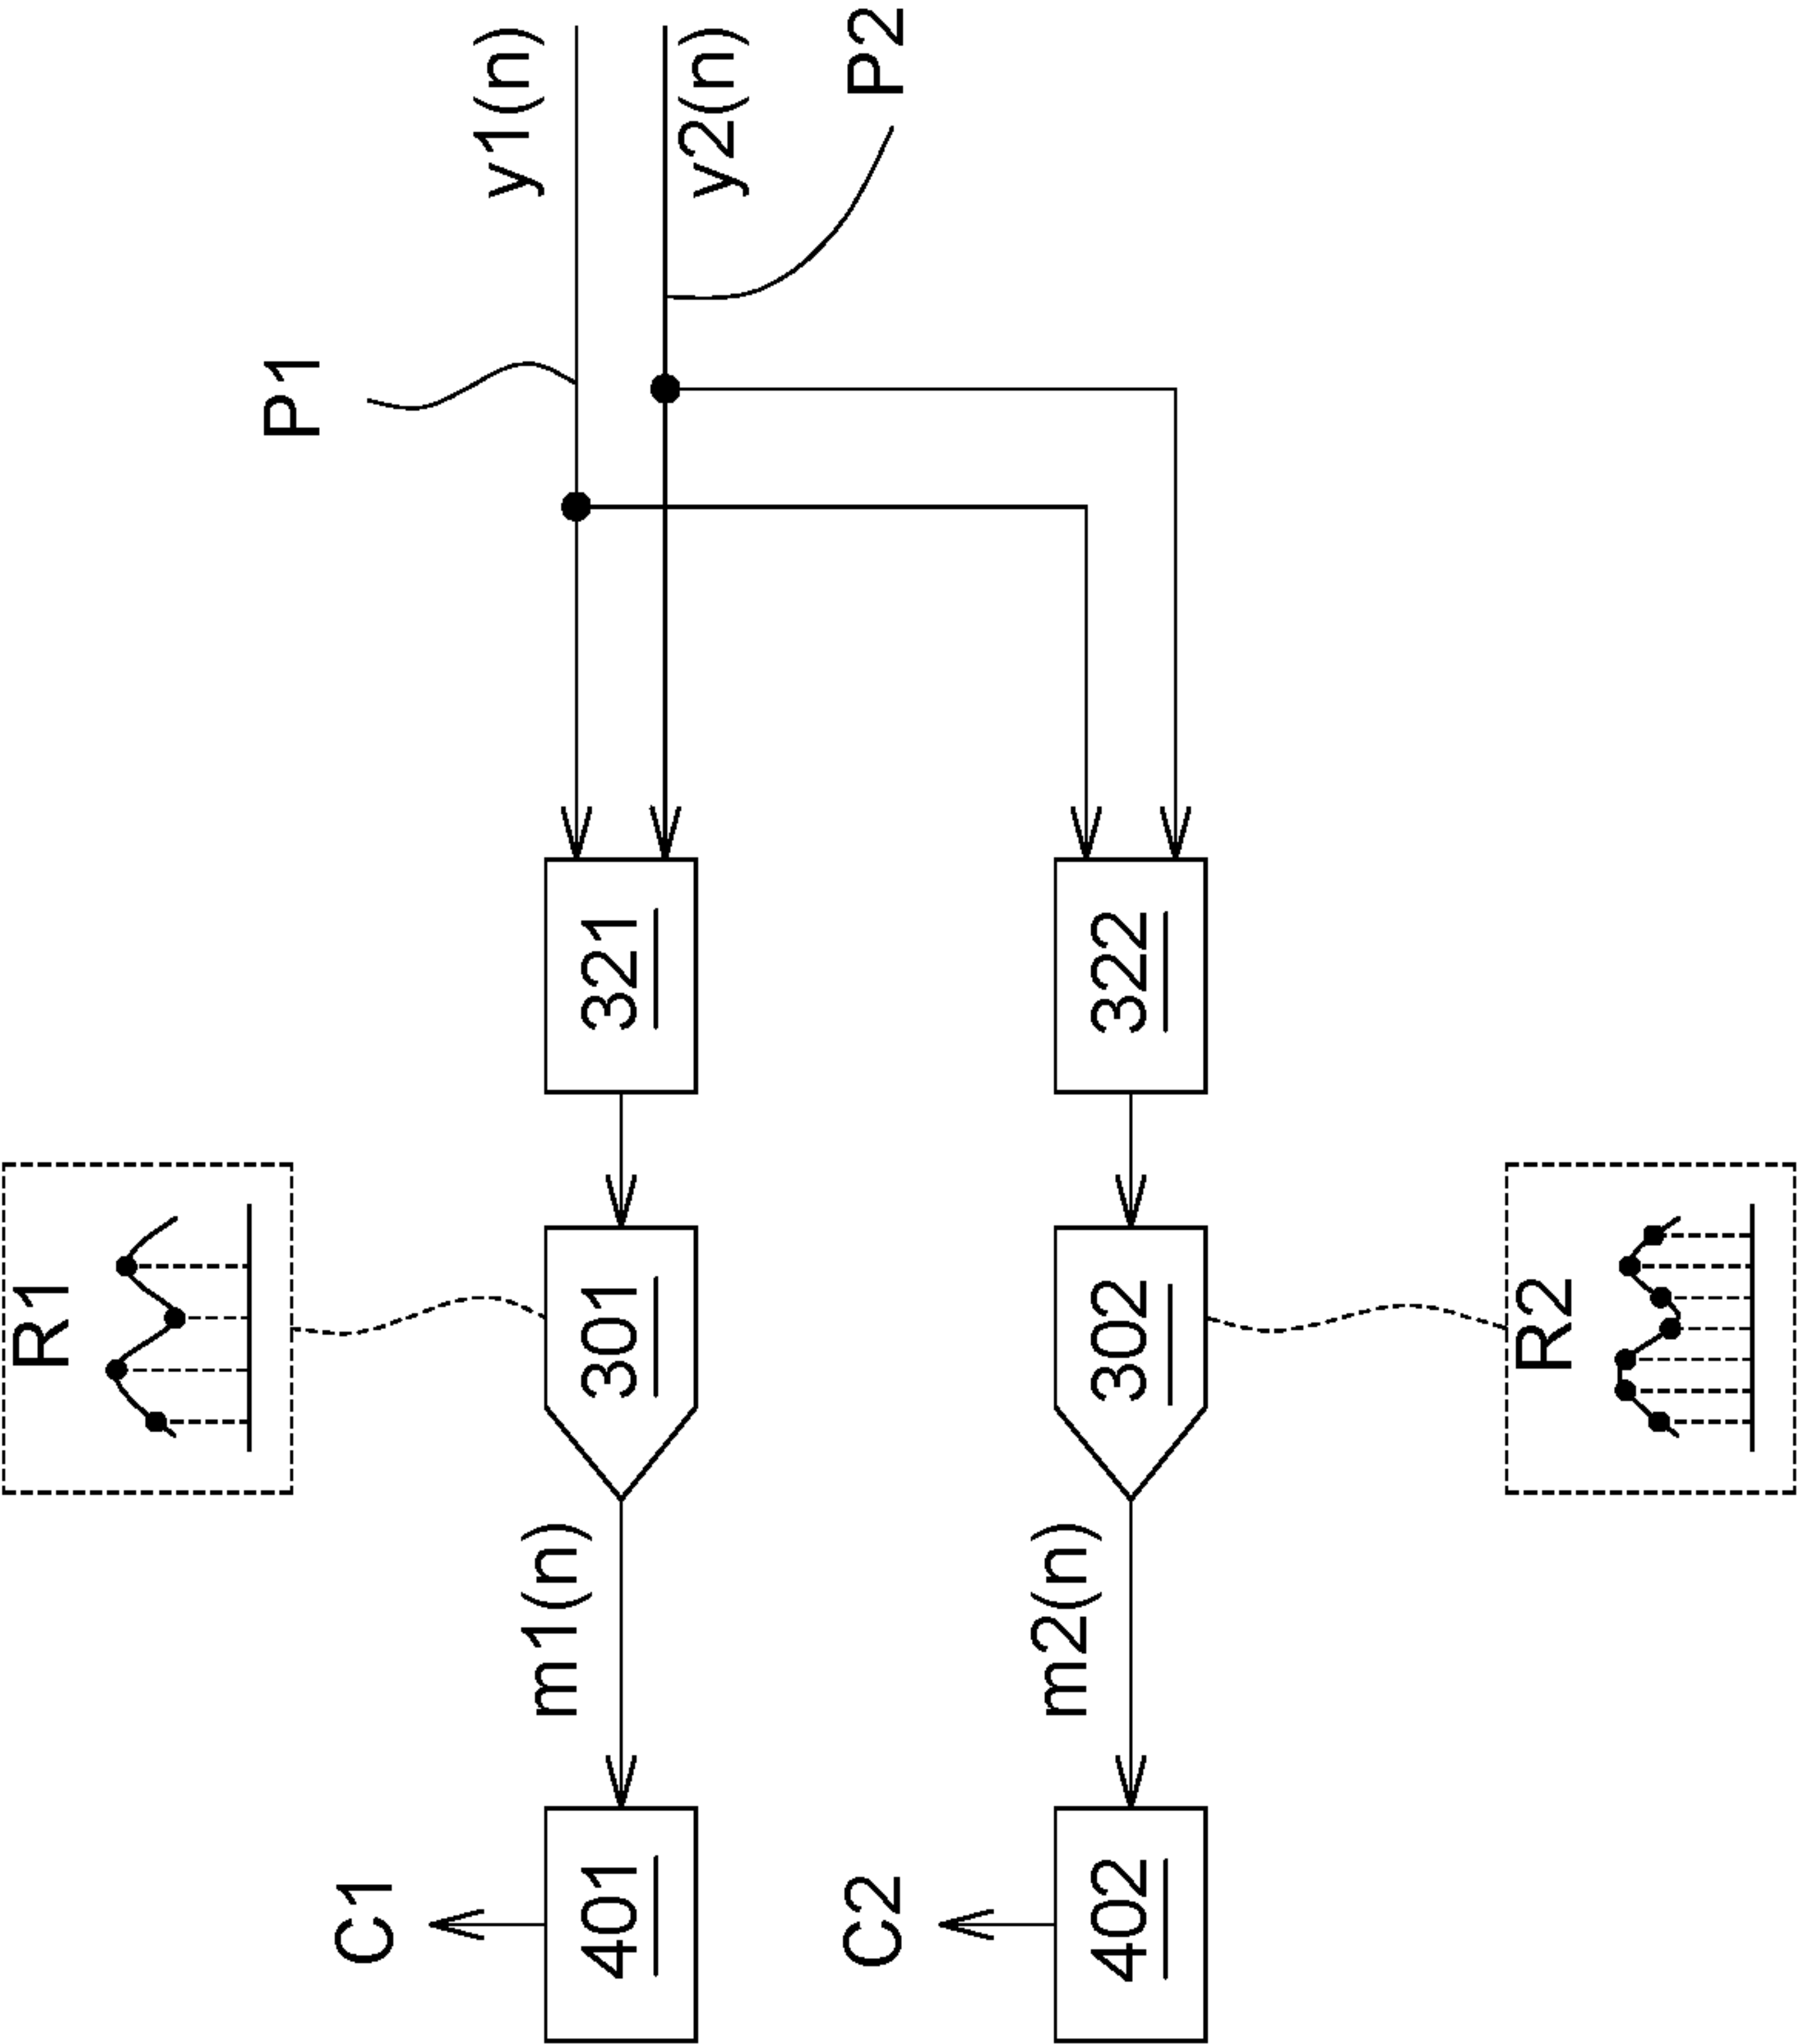 R1
C1
m1(n)
P1
y1(n)
401
301
321
y2(n)
P2
C2
m2(n)
402
302
322
R2